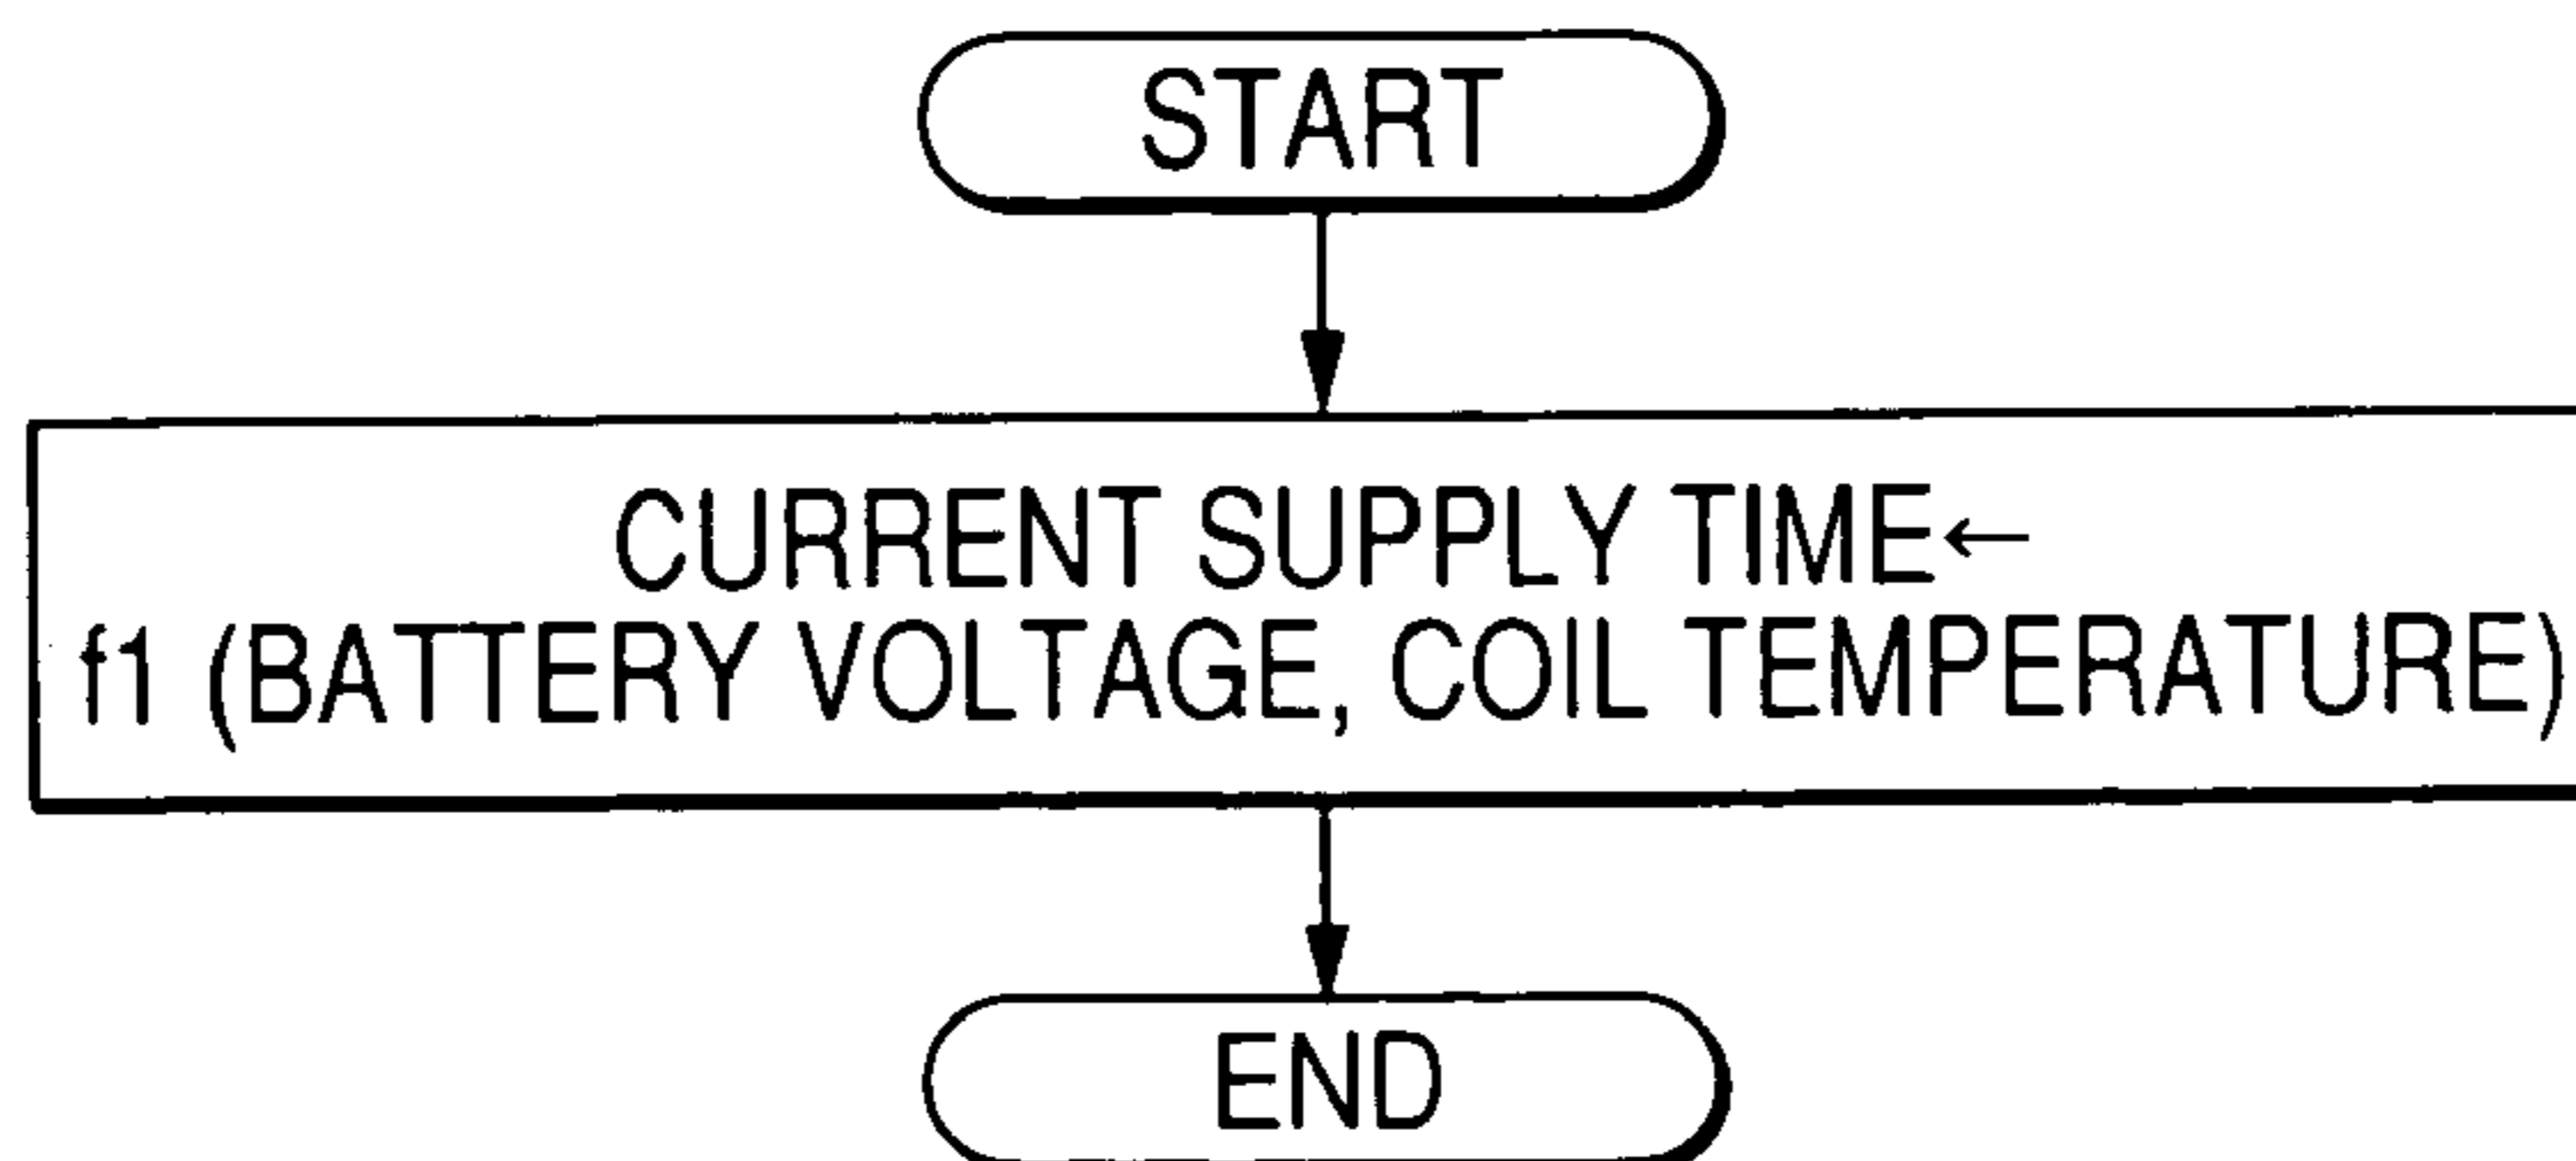 START
CURRENT SUPPLY TIME←
f1 (BATTERY VOLTAGE, COIL TEMPERATURE)
END